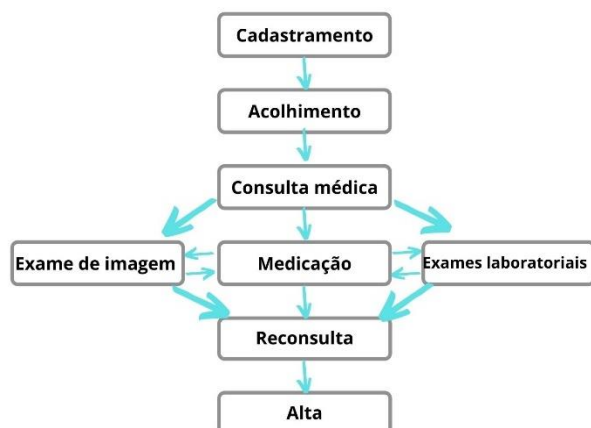 Cadastramento
Acolhimento
Consulta médica
Exame de imagem
Medicação
Exames laboratoriais
Reconsulta
Alta